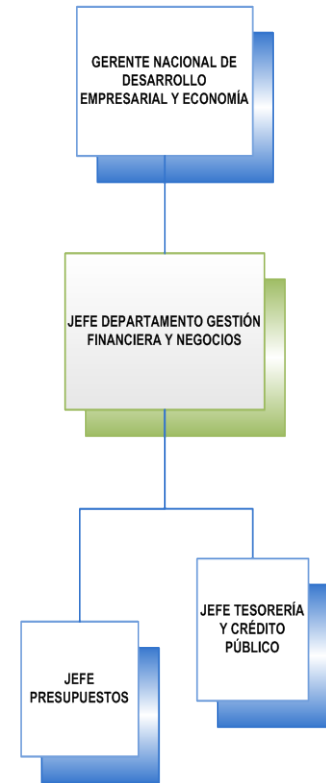 GERENTE NACIONAL DE
DESARROLLO
EMPRESARIAL Y ECONOMÍA
JEFE DEPARTAMENTO GESTIÓN
FINANCIERA Y NEGOCIOS
JEFE TESORERÍA
Y CRÉDITO
PÚBLICO
JEFE
PRESUPUESTOS